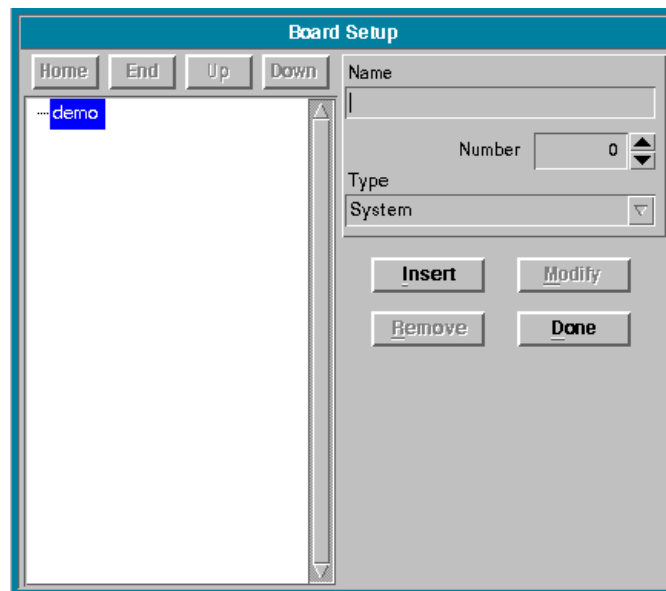 Board Setup
Home End Up Down
demo
Name
Number 0
Type
System
Insert Modify
Remove Done